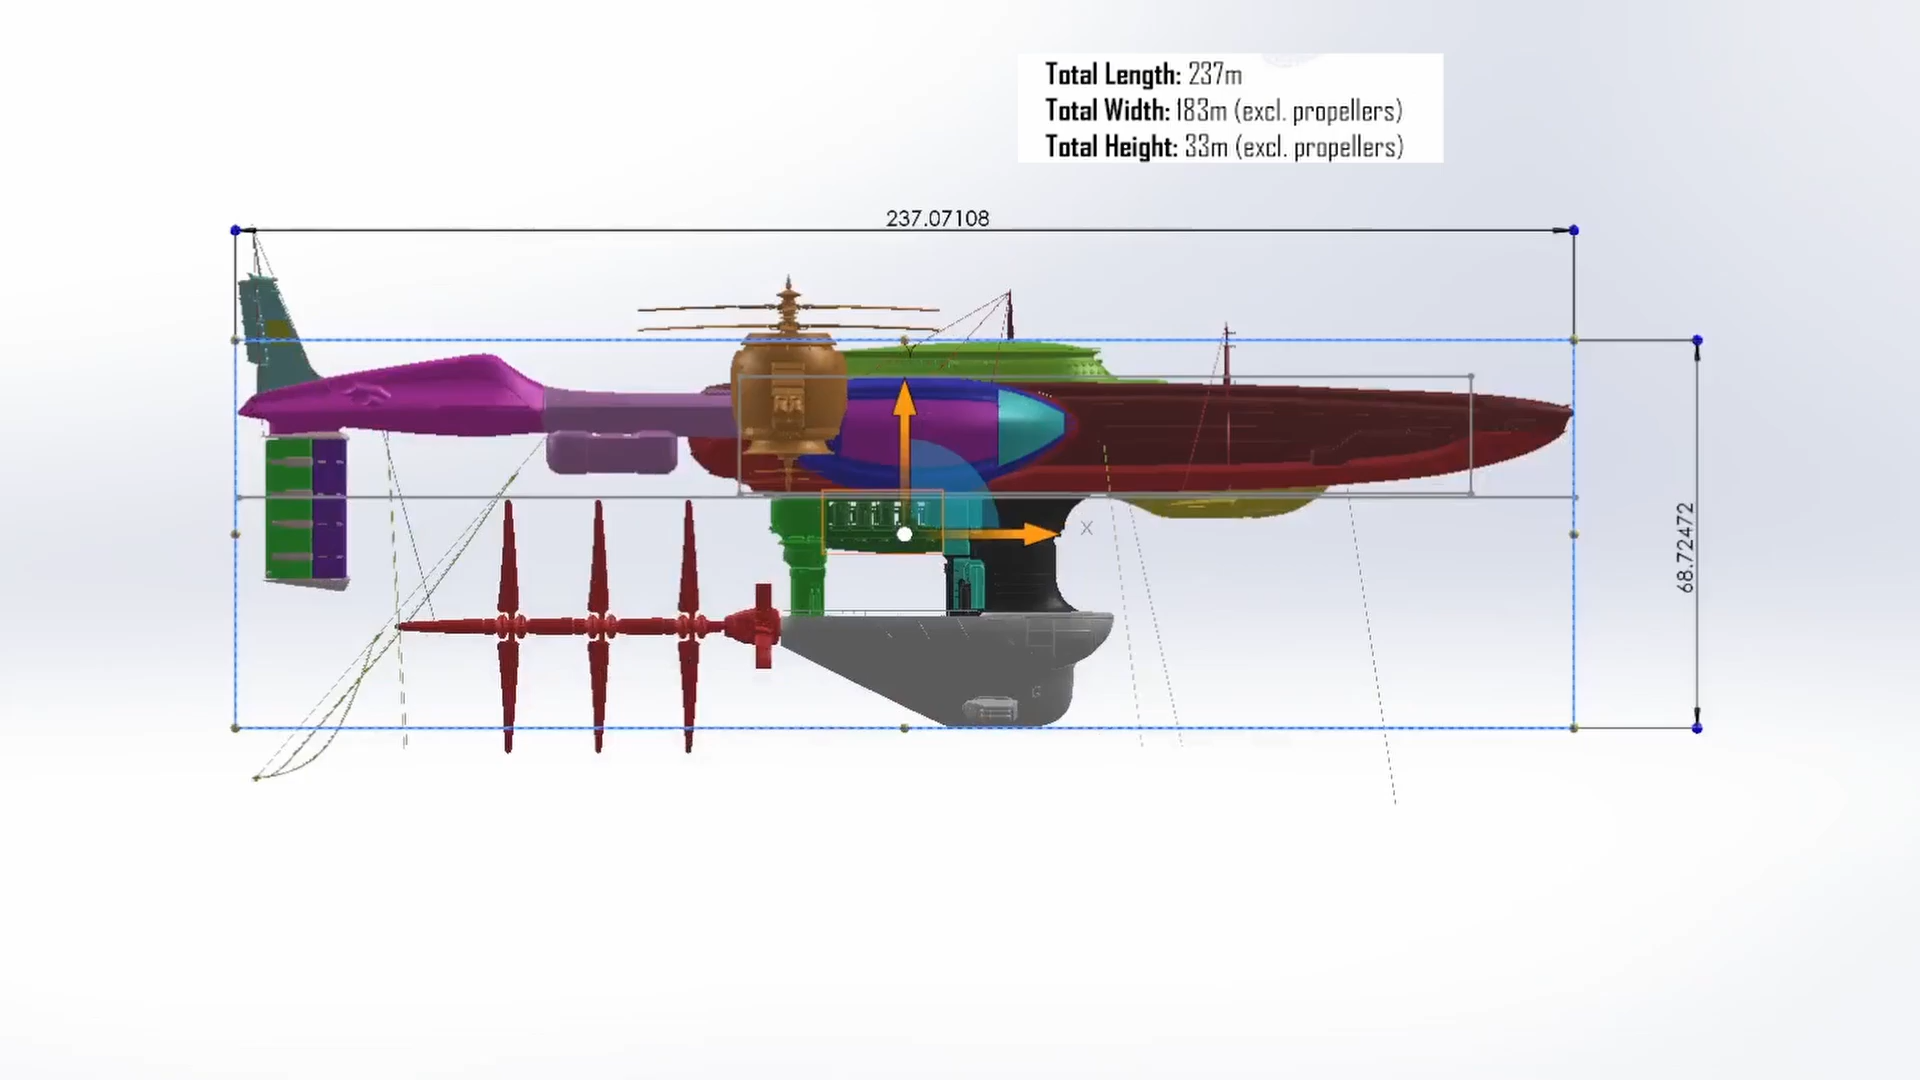 Total Length: 237m
Total Width: 183m (excl. propellers)
Total Height: 33m (excl. propellers)
237.07108
X
68.72472